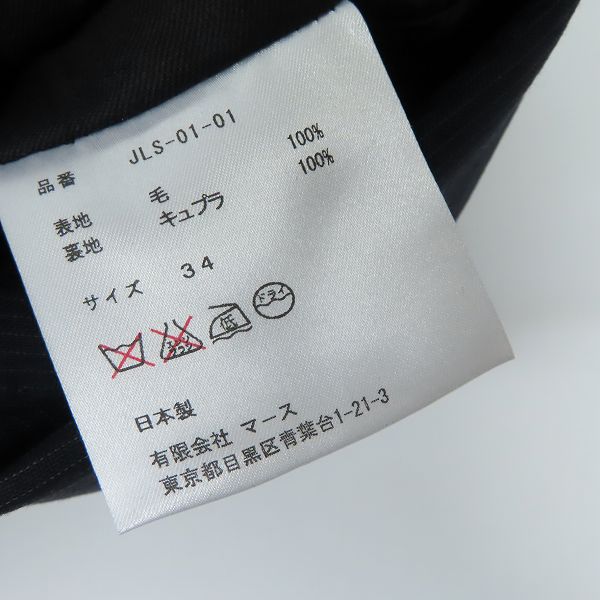 品番 JLS-01-01
表地 毛 100%
裏地 キュプラ 100%
サイズ 34
低 ドライ
日本製
有限会社 マース
東京都目黒区青葉台1-21-3